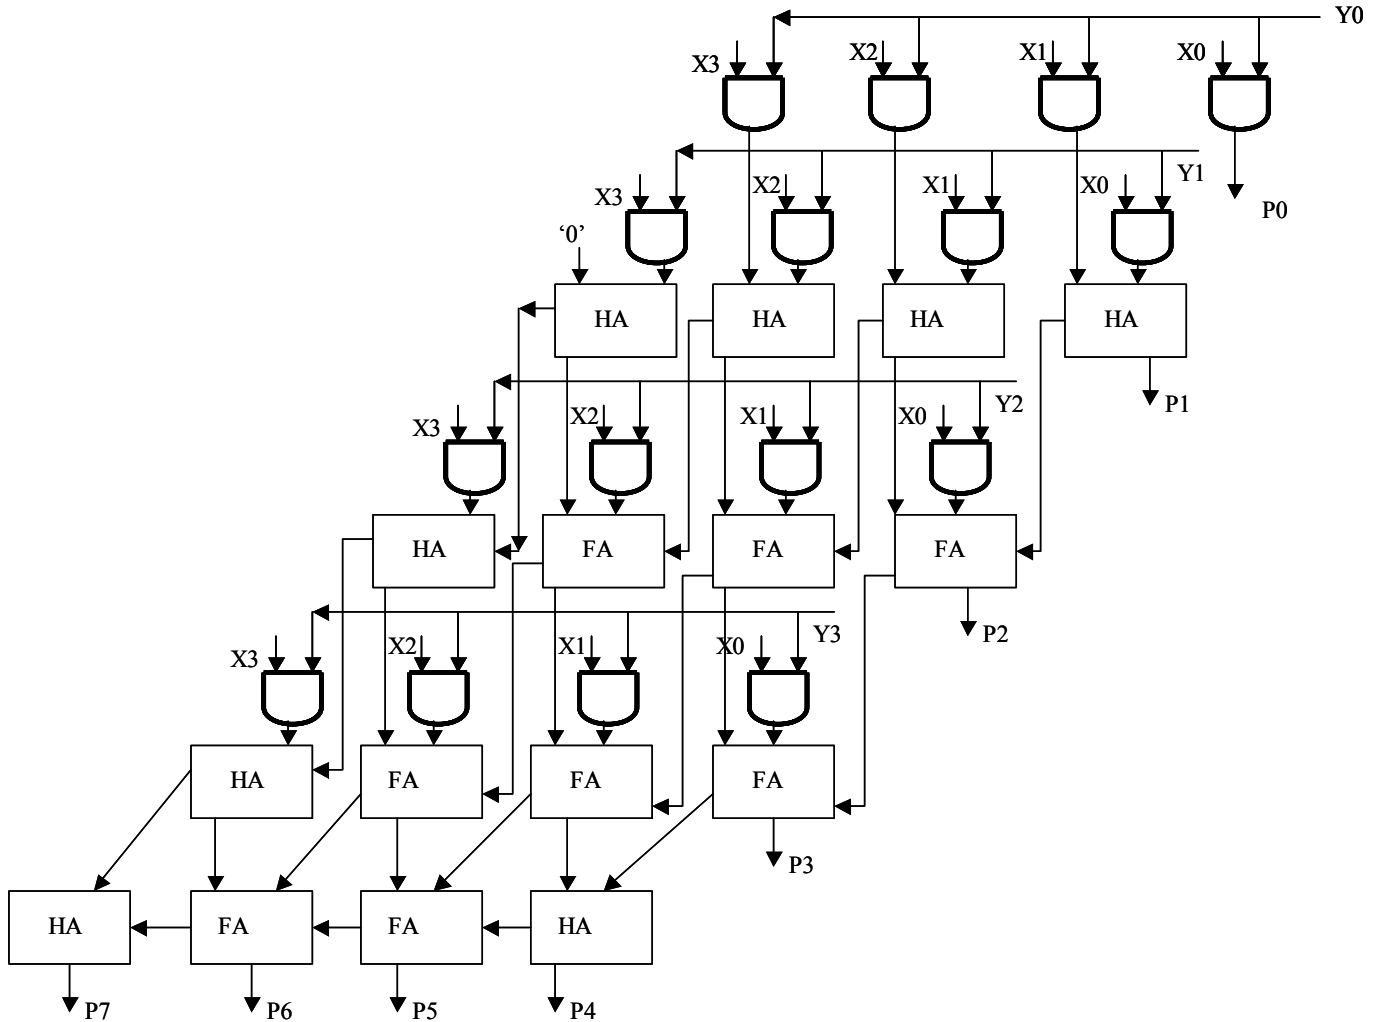 Y0
X3 X2 X1 X0
Y1
P0
X3 X2 X1 X0
‘0’
HA HA HA HA
P1
Y2
X3 X2 X1 X0
HA FA FA FA
P2
Y3
X3 X2 X1 X0
HA FA FA FA
P3
HA FA FA HA
P7 P6 P5 P4